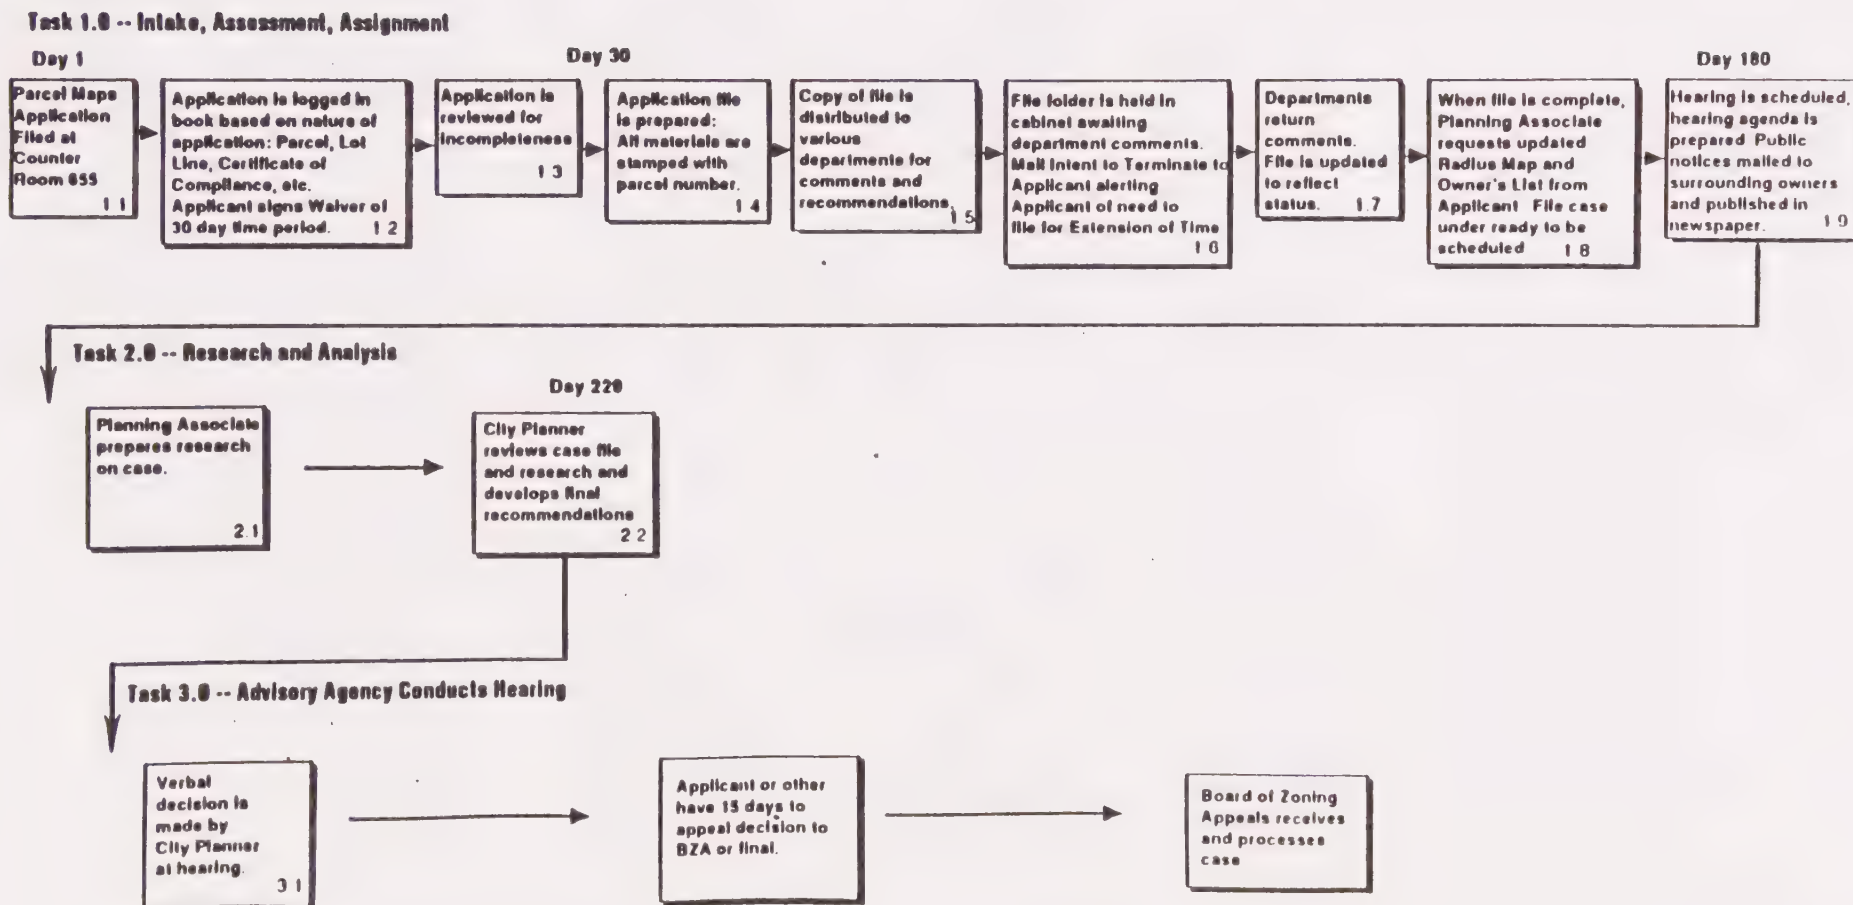 Task 1.0 -- Intake, Assessment, Assignment
Day 1
Day 30
Day 180
Parcel Maps
Application
Filed at
Counter
Room 655
1 1
Application is logged in
book based on nature of
application: Parcel, Lot
Line, Certificate of
Compliance, etc.
Applicant signs Waiver of
30 day time period. 1 2
Application is
reviewed for
incompleteness
1 3
Application file
is prepared:
All materials are
stamped with
parcel number.
1 4
Copy of file is
distributed to
various
departments for
comments and
recommendations.
1 5
File folder is held in
cabinet awaiting
department comments.
Mail Intent to Terminate to
Applicant alerting
Applicant of need to
file for Extension of Time
1 6
Departments
return
comments.
File is updated
to reflect
status. 1.7
When file is complete,
Planning Associate
requests updated
Radius Map and
Owner's List from
Applicant File case
under ready to be
scheduled 1 8
Hearing is scheduled,
hearing agenda is
prepared Public
notices mailed to
surrounding owners
and published in
newspaper. 1 9
Task 2.0 -- Research and Analysis
Day 220
Planning Associate
prepares research
on case.
2.1
City Planner
reviews case file
and research and
develops final
recommendations
2 2
Task 3.0 -- Advisory Agency Conducts Hearing
Verbal
decision is
made by
City Planner
at hearing.
3 1
Applicant or other
have 15 days to
appeal decision to
BZA or final.
Board of Zoning
Appeals receives
and processes
case